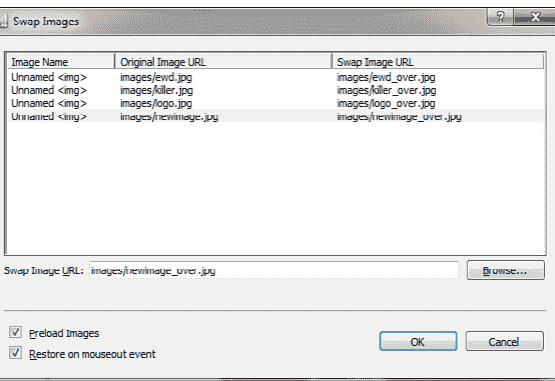 Swap Images
Image Name Original Image URL Swap Image URL
Unnamed <img> images/ewd.jpg images/ewd_over.jpg
Unnamed <img> images/killer.jpg images/killer_over.jpg
Unnamed <img> images/logo.jpg images/logo_over.jpg
Unnamed <img> images/newimage.jpg images/newimage_over.jpg
Swap Image URL: images/newimage_over.jpg Browse...
Preload Images
Restore on mouseout event
OK Cancel